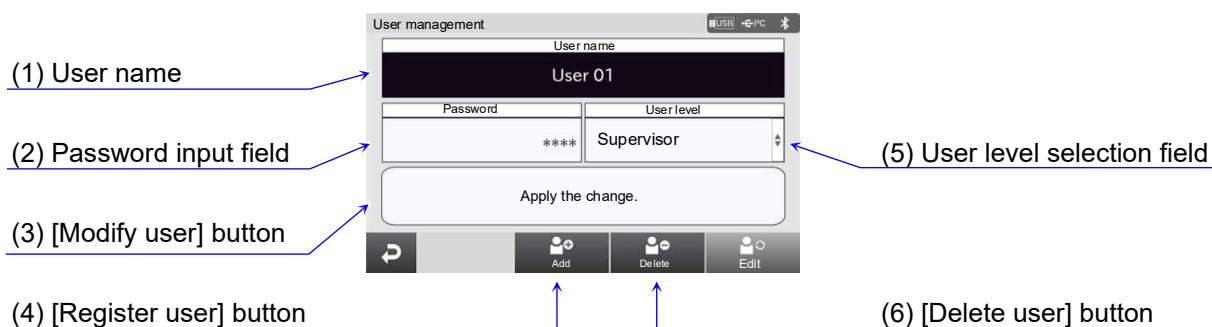 User management
USB PC
User name
(1) User name
User 01
Password
User level
(2) Password input field
****
Supervisor
(5) User level selection field
Apply the change.
(3) [Modify user] button
Add
Delete
Edit
(4) [Register user] button
(6) [Delete user] button